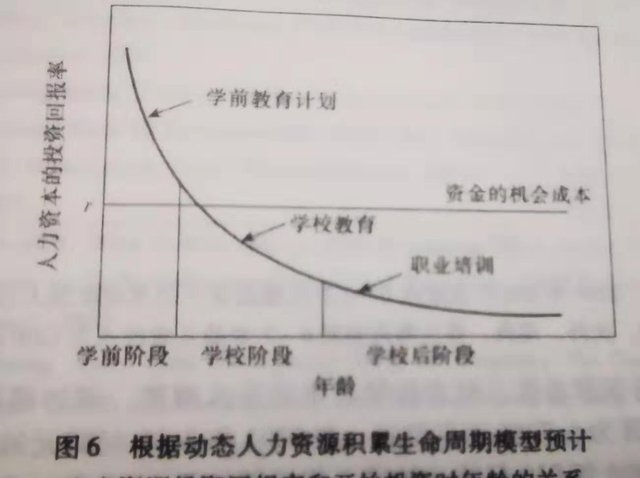 人力资本的投资回报率
学前教育计划
资金的机会成本
r
学校教育
职业培训
学前阶段 学校阶段 学校后阶段
年龄
图6 根据动态人力资源积累生命周期模型预计